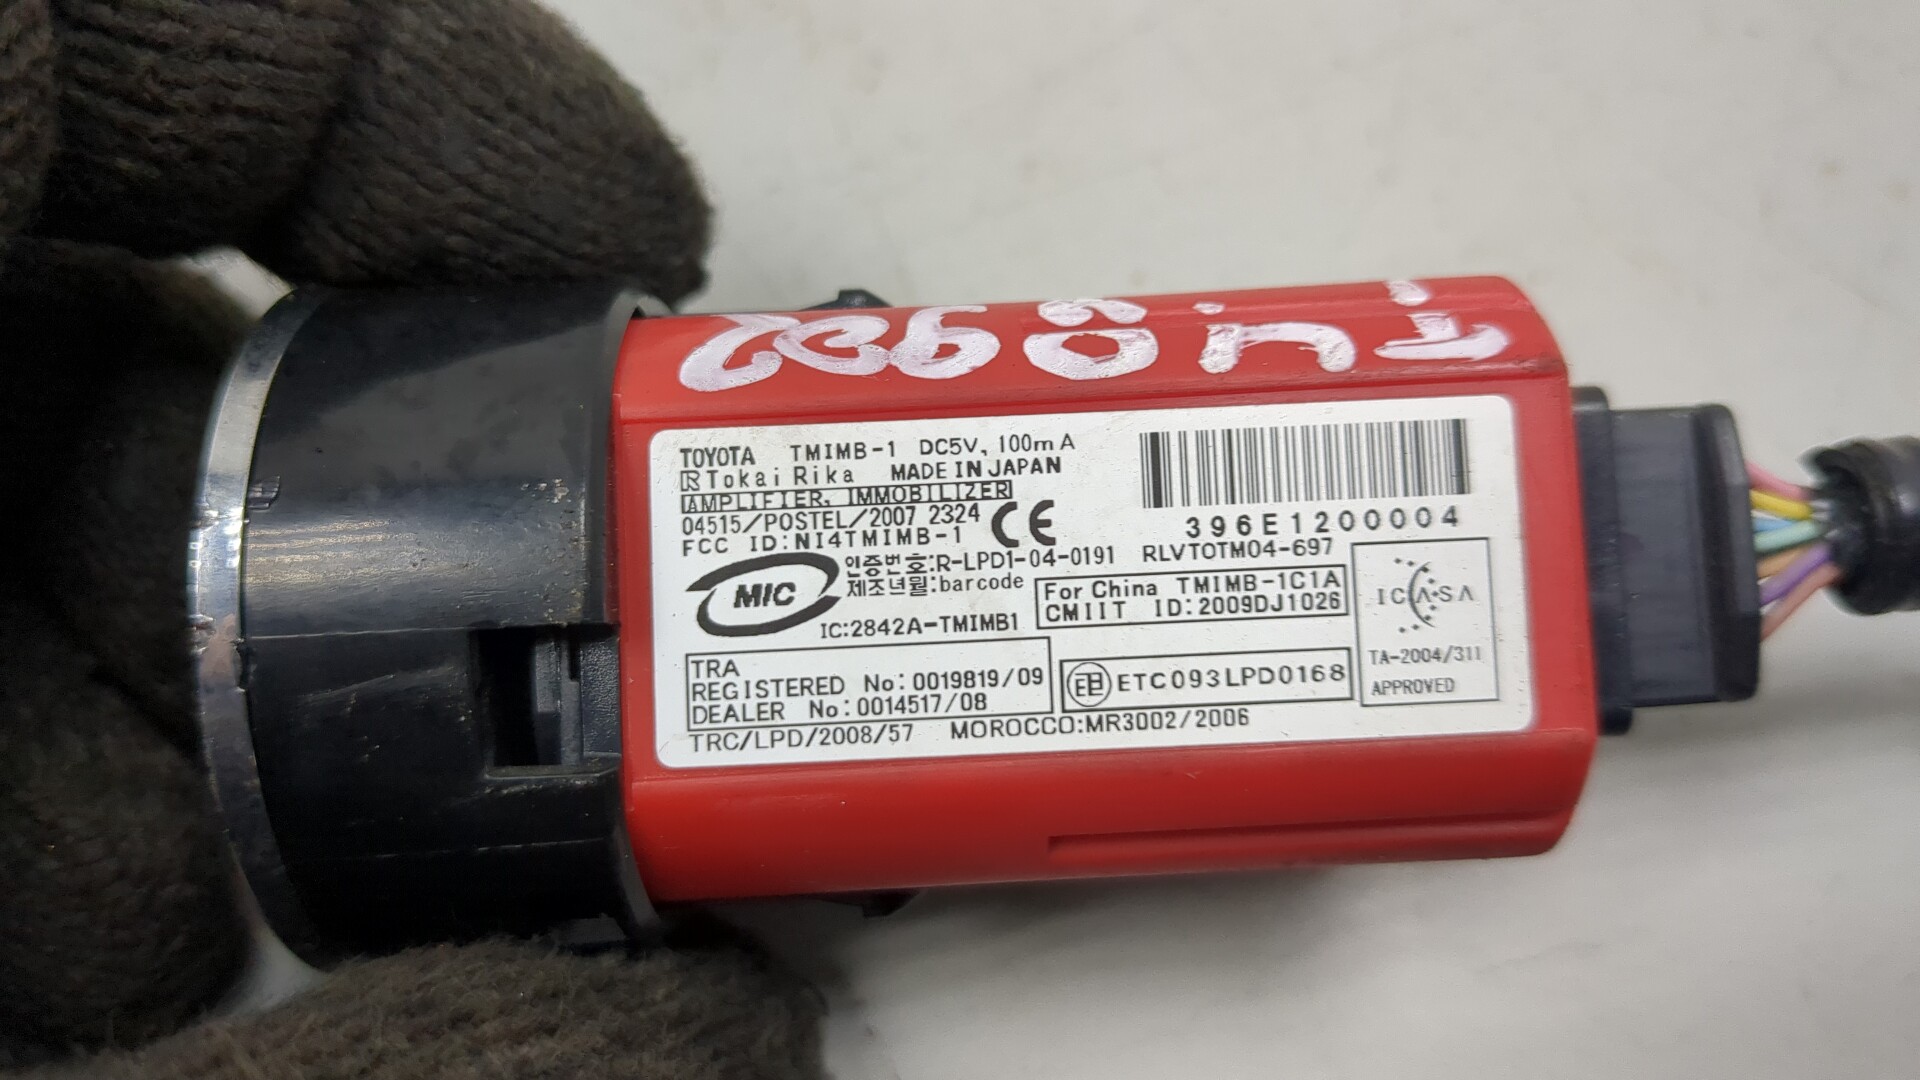 TOYOTA TMIMB-1 DC5V, 100mA
Tokai Rika MADE IN JAPAN
AMPLIFIER, IMMOBILIZER
04515/POSTEL/2007 2324 CE
FCC ID:NI4TMIMB-1
396E1200004
MIC
인증번호:R-LPD1-04-0191 RLVTOTM04-697
제조년월:barcode
IC:2842A-TMIMB1
For China TMIMB-1C1A
CMIIT ID:2009DJ1026
ICASA
TA-2004/311
APPROVED
TRA
REGISTERED No:0019819/09
DEALER No:0014517/08
ETC093LPD0168
TRC/LPD/2008/57 MOROCCO:MR3002/2006